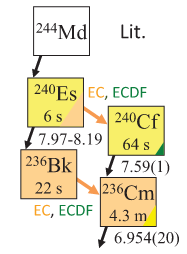 ²⁴⁴Md Lit.
²⁴⁰Es EC, ECDF
6 s ²⁴⁰Cf
7.97-8.19 64 s
²³⁶Bk 7.59(1)
22 s ²³⁶Cm
EC, ECDF 4.3 m
6.954(20)